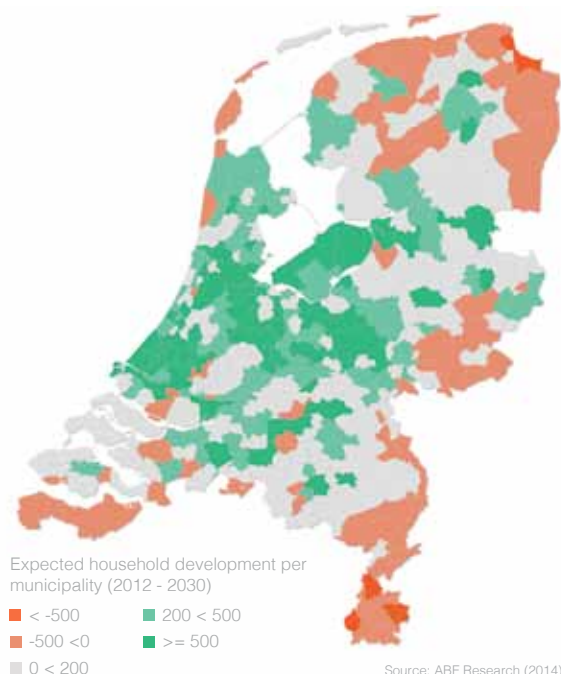 Expected household development per
municipality (2012 - 2030)
< -500
-500 <0
0 < 200
200 < 500
>= 500
Source: ABF Research (2014)